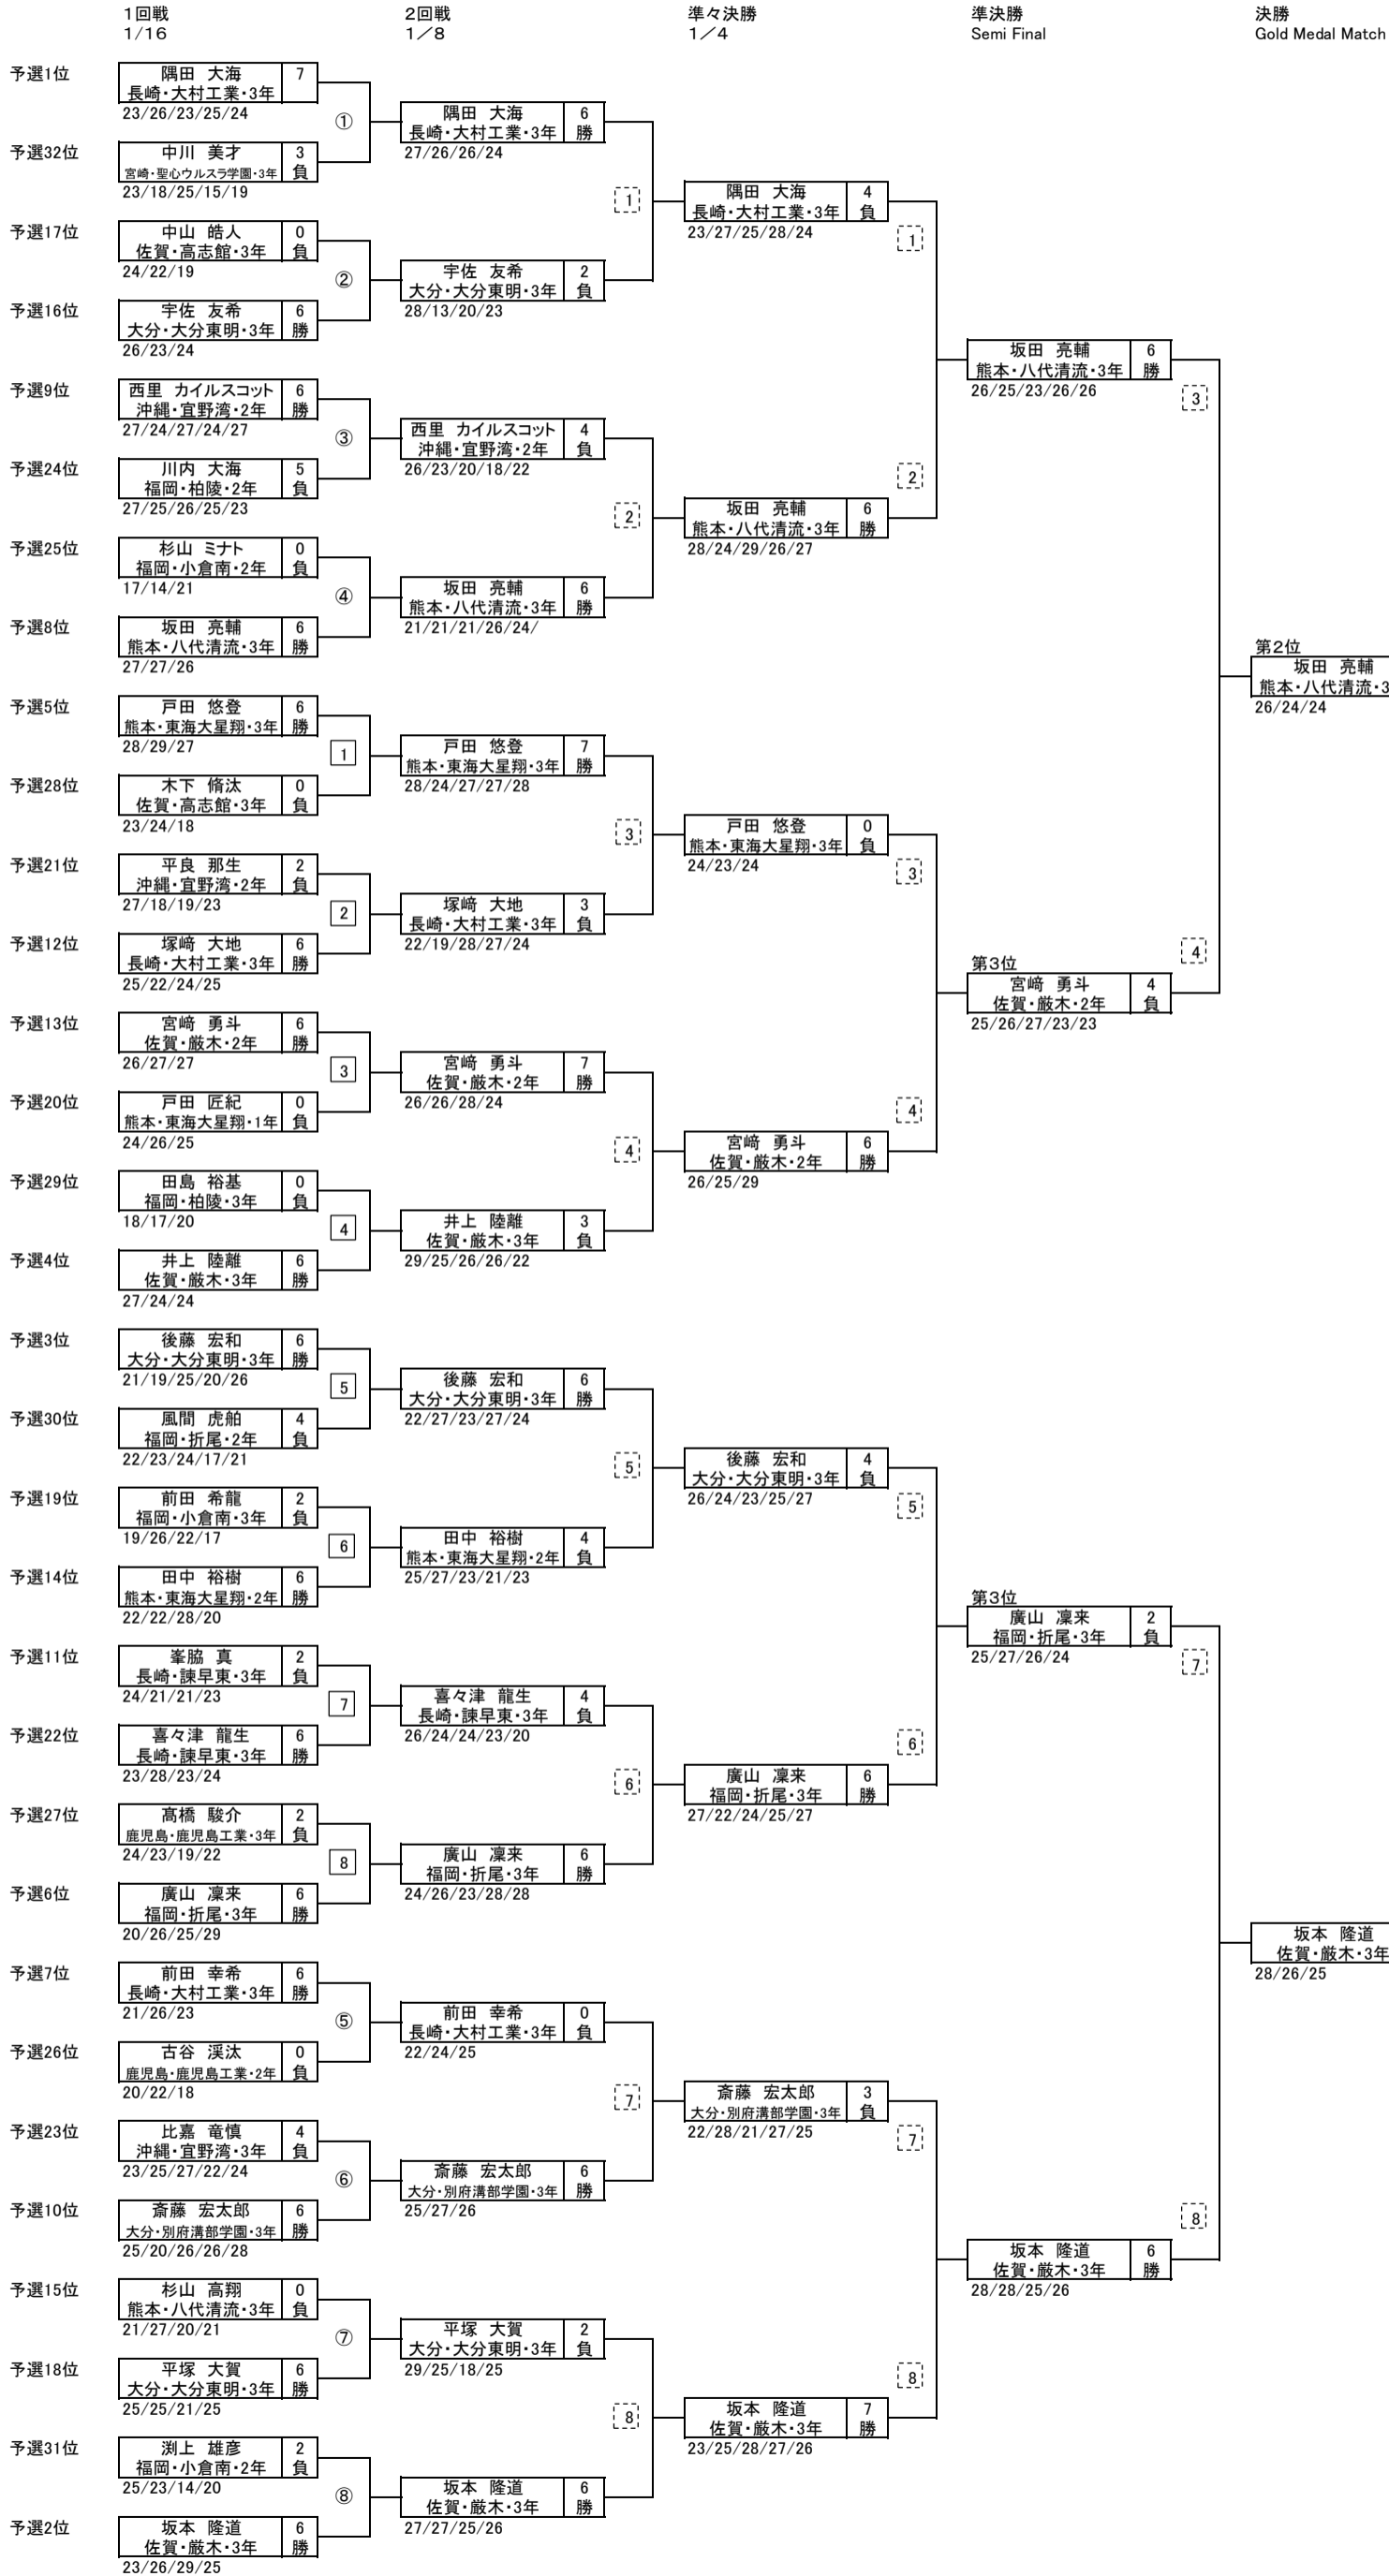 1回戦
1/16
2回戦
1／8
準々決勝
1／4
準決勝
Semi Final
決勝
Gold Medal Match
予選1位
隅田 大海 7
長崎・大村工業・3年
23/26/23/25/24
①
予選32位
中川 美才 3
宮崎・聖心ウルスラ学園・3年 負
23/18/25/15/19
予選17位
中山 皓人 0
佐賀・高志館・3年 負
24/22/19
②
予選16位
宇佐 友希 6
大分・大分東明・3年 勝
26/23/24
予選9位
西里 カイルスコット 6
沖縄・宜野湾・2年 勝
27/24/27/24/27
③
予選24位
川内 大海 5
福岡・柏陵・2年 負
27/25/26/25/23
予選25位
杉山 ミナト 0
福岡・小倉南・2年 負
17/14/21
④
予選8位
坂田 亮輔 6
熊本・八代清流・3年 勝
27/27/26
予選5位
戸田 悠登 6
熊本・東海大星翔・3年 勝
28/29/27
1
予選28位
木下 脩汰 0
佐賀・高志館・3年 負
23/24/18
予選21位
平良 那生 2
沖縄・宜野湾・2年 負
27/18/19/23
2
予選12位
塚﨑 大地 6
長崎・大村工業・3年 勝
25/22/24/25
予選13位
宮﨑 勇斗 6
佐賀・厳木・2年 勝
26/27/27
3
予選20位
戸田 匠紀 0
熊本・東海大星翔・1年 負
24/26/25
予選29位
田島 裕基 0
福岡・柏陵・3年 負
18/17/20
4
予選4位
井上 陸離 6
佐賀・厳木・3年 勝
27/24/24
予選3位
後藤 宏和 6
大分・大分東明・3年 勝
21/19/25/20/26
5
予選30位
風間 虎舶 4
福岡・折尾・2年 負
22/23/24/17/21
予選19位
前田 希龍 2
福岡・小倉南・3年 負
19/26/22/17
6
予選14位
田中 裕樹 6
熊本・東海大星翔・2年 勝
22/22/28/20
予選11位
峯脇 真 2
長崎・諫早東・3年 負
24/21/21/23
7
予選22位
喜々津 龍生 6
長崎・諫早東・3年 勝
23/28/23/24
予選27位
髙橋 駿介 2
鹿児島・鹿児島工業・3年 負
24/23/19/22
8
予選6位
廣山 凜来 6
福岡・折尾・3年 勝
20/26/25/29
予選7位
前田 幸希 6
長崎・大村工業・3年 勝
21/26/23
⑤
予選26位
古谷 渓汰 0
鹿児島・鹿児島工業・2年 負
20/22/18
予選23位
比嘉 竜慎 4
沖縄・宜野湾・3年 負
23/25/27/22/24
⑥
予選10位
斎藤 宏太郎 6
大分・別府溝部学園・3年 勝
25/20/26/26/28
予選15位
杉山 高翔 0
熊本・八代清流・3年 負
21/27/20/21
⑦
予選18位
平塚 大賀 6
大分・大分東明・3年 勝
25/25/21/25
予選31位
渕上 雄彦 2
福岡・小倉南・2年 負
25/23/14/20
⑧
予選2位
坂本 隆道 6
佐賀・厳木・3年 勝
23/26/29/25
隅田 大海 6
長崎・大村工業・3年 勝
27/26/26/24
1
宇佐 友希 2
大分・大分東明・3年 負
28/13/20/23
西里 カイルスコット 4
沖縄・宜野湾・2年 負
26/23/20/18/22
2
坂田 亮輔 6
熊本・八代清流・3年 勝
21/21/21/26/24/
戸田 悠登 7
熊本・東海大星翔・3年 勝
28/24/27/27/28
3
塚﨑 大地 3
長崎・大村工業・3年 負
22/19/28/27/24
宮﨑 勇斗 7
佐賀・厳木・2年 勝
26/26/28/24
4
井上 陸離 3
佐賀・厳木・3年 負
29/25/26/26/22
後藤 宏和 6
大分・大分東明・3年 勝
22/27/23/27/24
5
田中 裕樹 4
熊本・東海大星翔・2年 負
25/27/23/21/23
喜々津 龍生 4
長崎・諫早東・3年 負
26/24/24/23/20
6
廣山 凜来 6
福岡・折尾・3年 勝
24/26/23/28/28
前田 幸希 0
長崎・大村工業・3年 負
22/24/25
7
斎藤 宏太郎 6
大分・別府溝部学園・3年 勝
25/27/26
平塚 大賀 2
大分・大分東明・3年 負
29/25/18/25
8
坂本 隆道 6
佐賀・厳木・3年 勝
27/27/25/26
隅田 大海 4
長崎・大村工業・3年 負
23/27/25/28/24
1
2
坂田 亮輔 6
熊本・八代清流・3年 勝
28/24/29/26/27
戸田 悠登 0
熊本・東海大星翔・3年 負
24/23/24
3
4
宮﨑 勇斗 6
佐賀・厳木・2年 勝
26/25/29
後藤 宏和 4
大分・大分東明・3年 負
26/24/23/25/27
5
6
廣山 凜来 6
福岡・折尾・3年 勝
27/22/24/25/27
斎藤 宏太郎 3
大分・別府溝部学園・3年 負
22/28/21/27/25
7
8
坂本 隆道 7
佐賀・厳木・3年 勝
23/25/28/27/26
坂田 亮輔 6
熊本・八代清流・3年 勝
26/25/23/26/26
3
4
第3位
宮﨑 勇斗 4
佐賀・厳木・2年 負
25/26/27/23/23
第3位
廣山 凜来 2
福岡・折尾・3年 負
25/27/26/24
7
8
坂本 隆道 6
佐賀・厳木・3年 勝
28/28/25/26
第2位
坂田 亮輔
熊本・八代清流・3
26/24/24
坂本 隆道
佐賀・厳木・3年
28/26/25